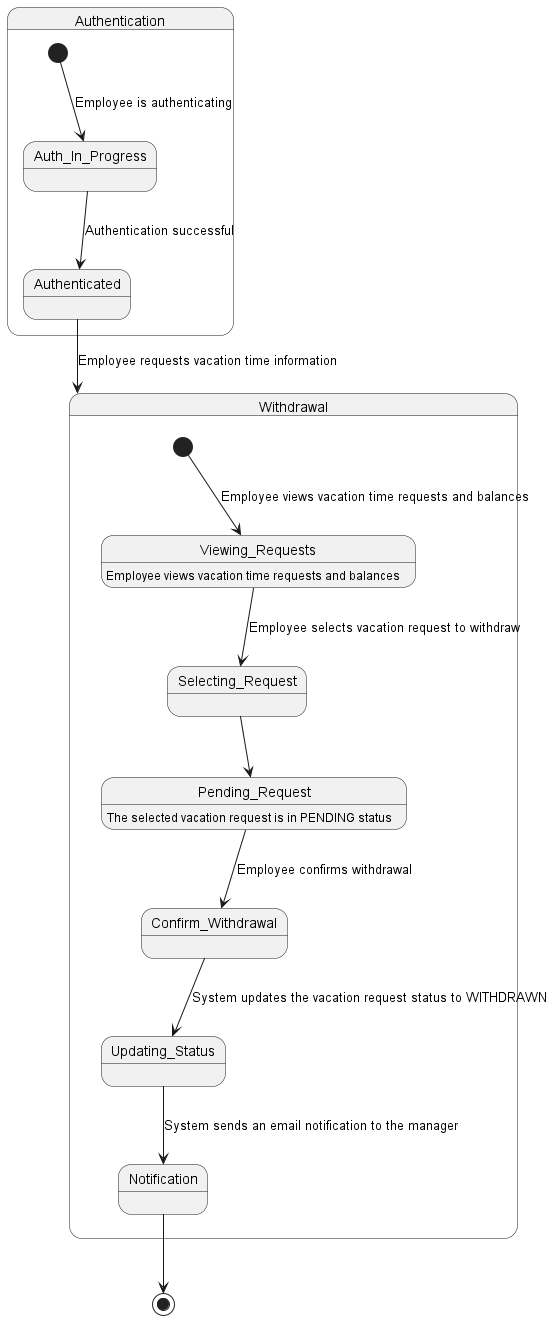 Authentication
Employee is authenticating
Auth_In_Progress
Authentication successful
Authenticated
Employee requests vacation time information
Withdrawal
Employee views vacation time requests and balances
Viewing_Requests
Employee views vacation time requests and balances
Employee selects vacation request to withdraw
Selecting_Request
Pending_Request
The selected vacation request is in PENDING status
Employee confirms withdrawal
Confirm_Withdrawal
System updates the vacation request status to WITHDRAWN
Updating_Status
System sends an email notification to the manager
Notification